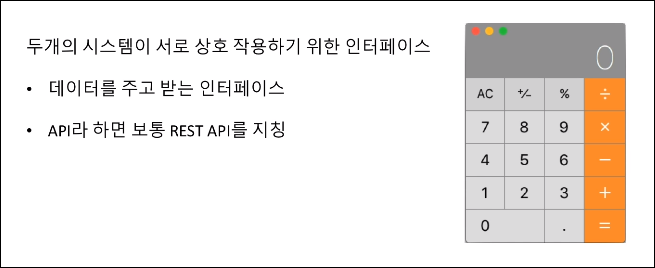 두개의 시스템이 서로 상호 작용하기 위한 인터페이스
• 데이터를 주고 받는 인터페이스
• API라 하면 보통 REST API를 지칭
0
AC ⁺∕₋ % ÷
7 8 9 ×
4 5 6 −
1 2 3 +
0 . =